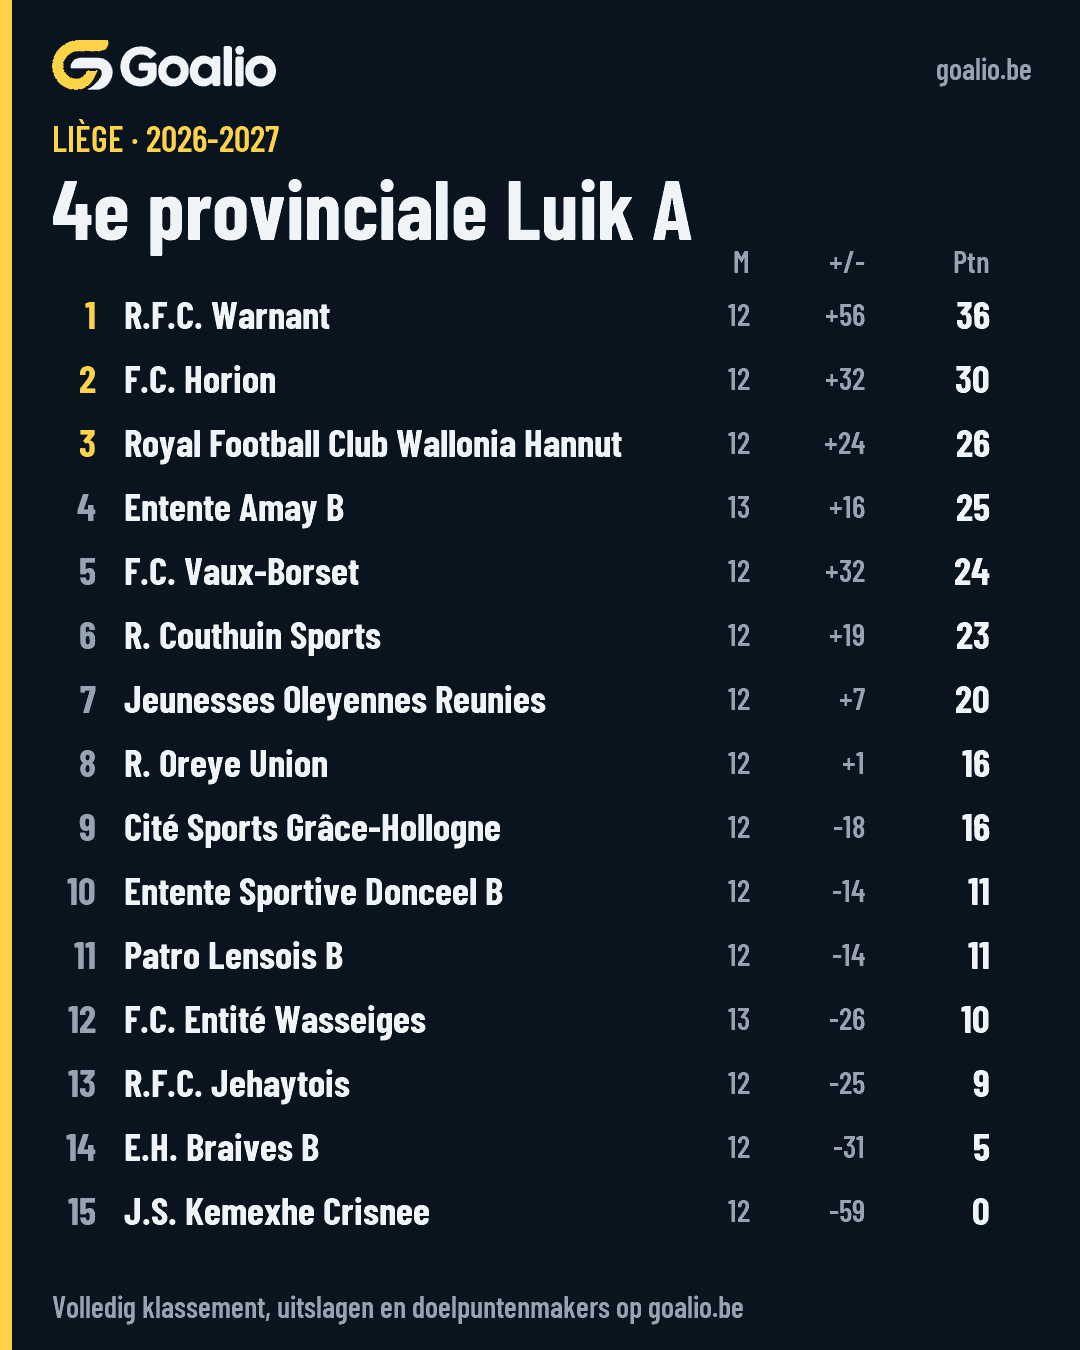 Goalio
goalio.be
LIÈGE · 2026-2027
4e provinciale Luik A
M +/- Ptn
1 R.F.C. Warnant 12 +56 36
2 F.C. Horion 12 +32 30
3 Royal Football Club Wallonia Hannut 12 +24 26
4 Entente Amay B 13 +16 25
5 F.C. Vaux-Borset 12 +32 24
6 R. Couthuin Sports 12 +19 23
7 Jeunesses Oleyennes Reunies 12 +7 20
8 R. Oreye Union 12 +1 16
9 Cité Sports Grâce-Hollogne 12 -18 16
10 Entente Sportive Donceel B 12 -14 11
11 Patro Lensois B 12 -14 11
12 F.C. Entité Wasseiges 13 -26 10
13 R.F.C. Jehaytois 12 -25 9
14 E.H. Braives B 12 -31 5
15 J.S. Kemexhe Crisnee 12 -59 0
Volledig klassement, uitslagen en doelpuntenmakers op goalio.be